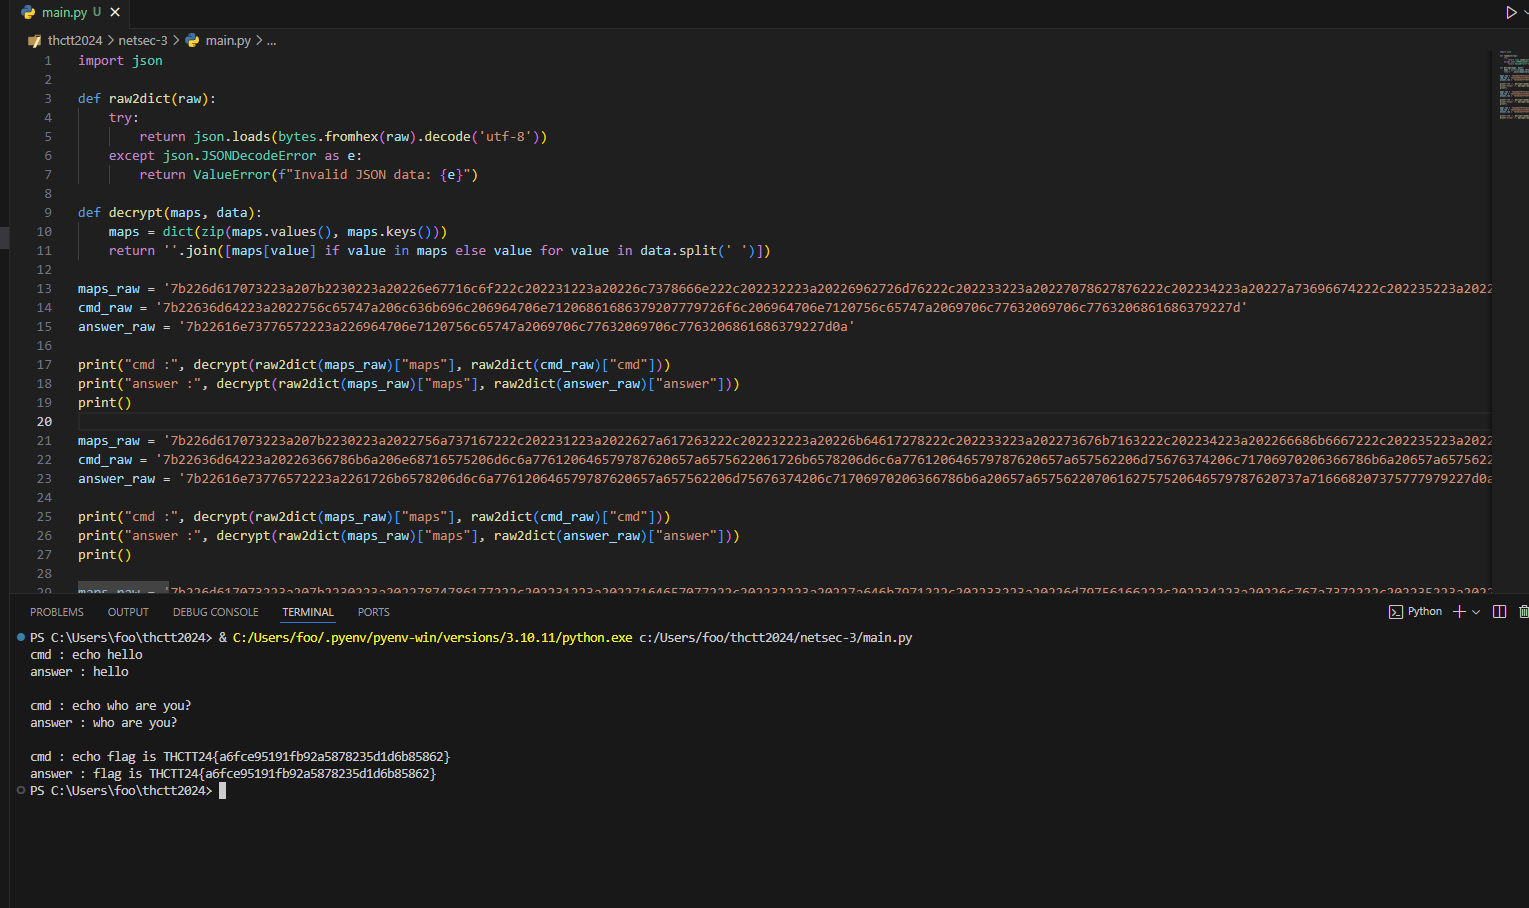 main.py U
thctt2024 > netsec-3 > main.py > ...
1 import json
2
3 def raw2dict(raw):
4 try:
5 return json.loads(bytes.fromhex(raw).decode('utf-8'))
6 except json.JSONDecodeError as e:
7 return ValueError(f"Invalid JSON data: {e}")
8
9 def decrypt(maps, data):
10 maps = dict(zip(maps.values(), maps.keys()))
11 return ''.join([maps[value] if value in maps else value for value in data.split(' ')])
12
13 maps_raw = '7b226d617073223a207b2230223a20226e67716c6f222c202231223a20226c7378666e222c202232223a20226962726d76222c202233223a20227078627876222c202234223a20227a73696674222c202235223a2022
14 cmd_raw = '7b22636d64223a2022756c65747a206c636b696c206964706e712068616863792077797 26f6c206964706e7120756c65747a2069706c77632069706c7763206861686379227d'
15 answer_raw = '7b22616e73776572223a226964706e7120756c65747a2069706c77632069706c7763206861686379227d0a'
16
17 print("cmd :", decrypt(raw2dict(maps_raw)["maps"], raw2dict(cmd_raw)["cmd"]))
18 print("answer :", decrypt(raw2dict(maps_raw)["maps"], raw2dict(answer_raw)["answer"]))
19 print()
20
21 maps_raw = '7b226d617073223a207b2230223a2022756a737167222c202231223a2022627a617263222c202232223a20226b64617278222c202233223a202273676b7163222c202234223a202266686b6667222c202235223a2022
22 cmd_raw =
23 answer_raw =
24
25 print("cmd :", decrypt(raw2dict(maps_raw)["maps"], raw2dict(cmd_raw)["cmd"]))
26 print("answer :", decrypt(raw2dict(maps_raw)["maps"], raw2dict(answer_raw)["answer"]))
27 print()
28
29 maps_raw =
PROBLEMS OUTPUT DEBUG CONSOLE TERMINAL PORTS
Python
PS C:\Users\foo\thctt2024> & C:/Users/foo/.pyenv/pyenv-win/versions/3.10.11/python.exe c:/Users/foo/thctt2024/netsec-3/main.py
cmd : echo hello
answer : hello
cmd : echo who are you?
answer : who are you?
cmd : echo flag is THCTT24{a6fce95191fb92a5878235d1d6b85862}
answer : flag is THCTT24{a6fce95191fb92a5878235d1d6b85862}
PS C:\Users\foo\thctt2024>